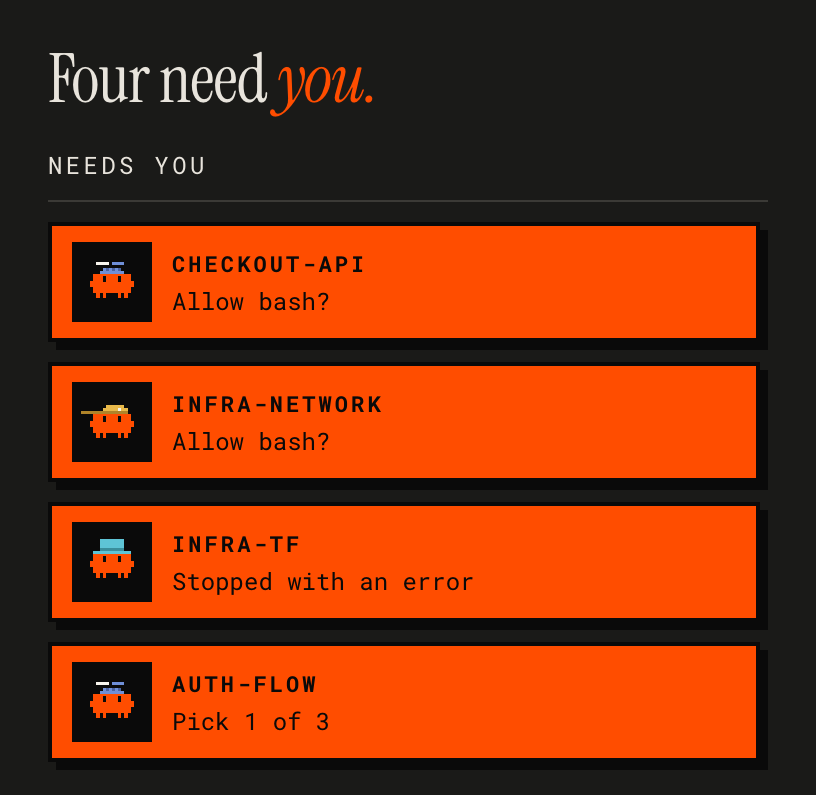 Four need you.
NEEDS YOU
CHECKOUT-API
Allow bash?
INFRA-NETWORK
Allow bash?
INFRA-TF
Stopped with an error
AUTH-FLOW
Pick 1 of 3